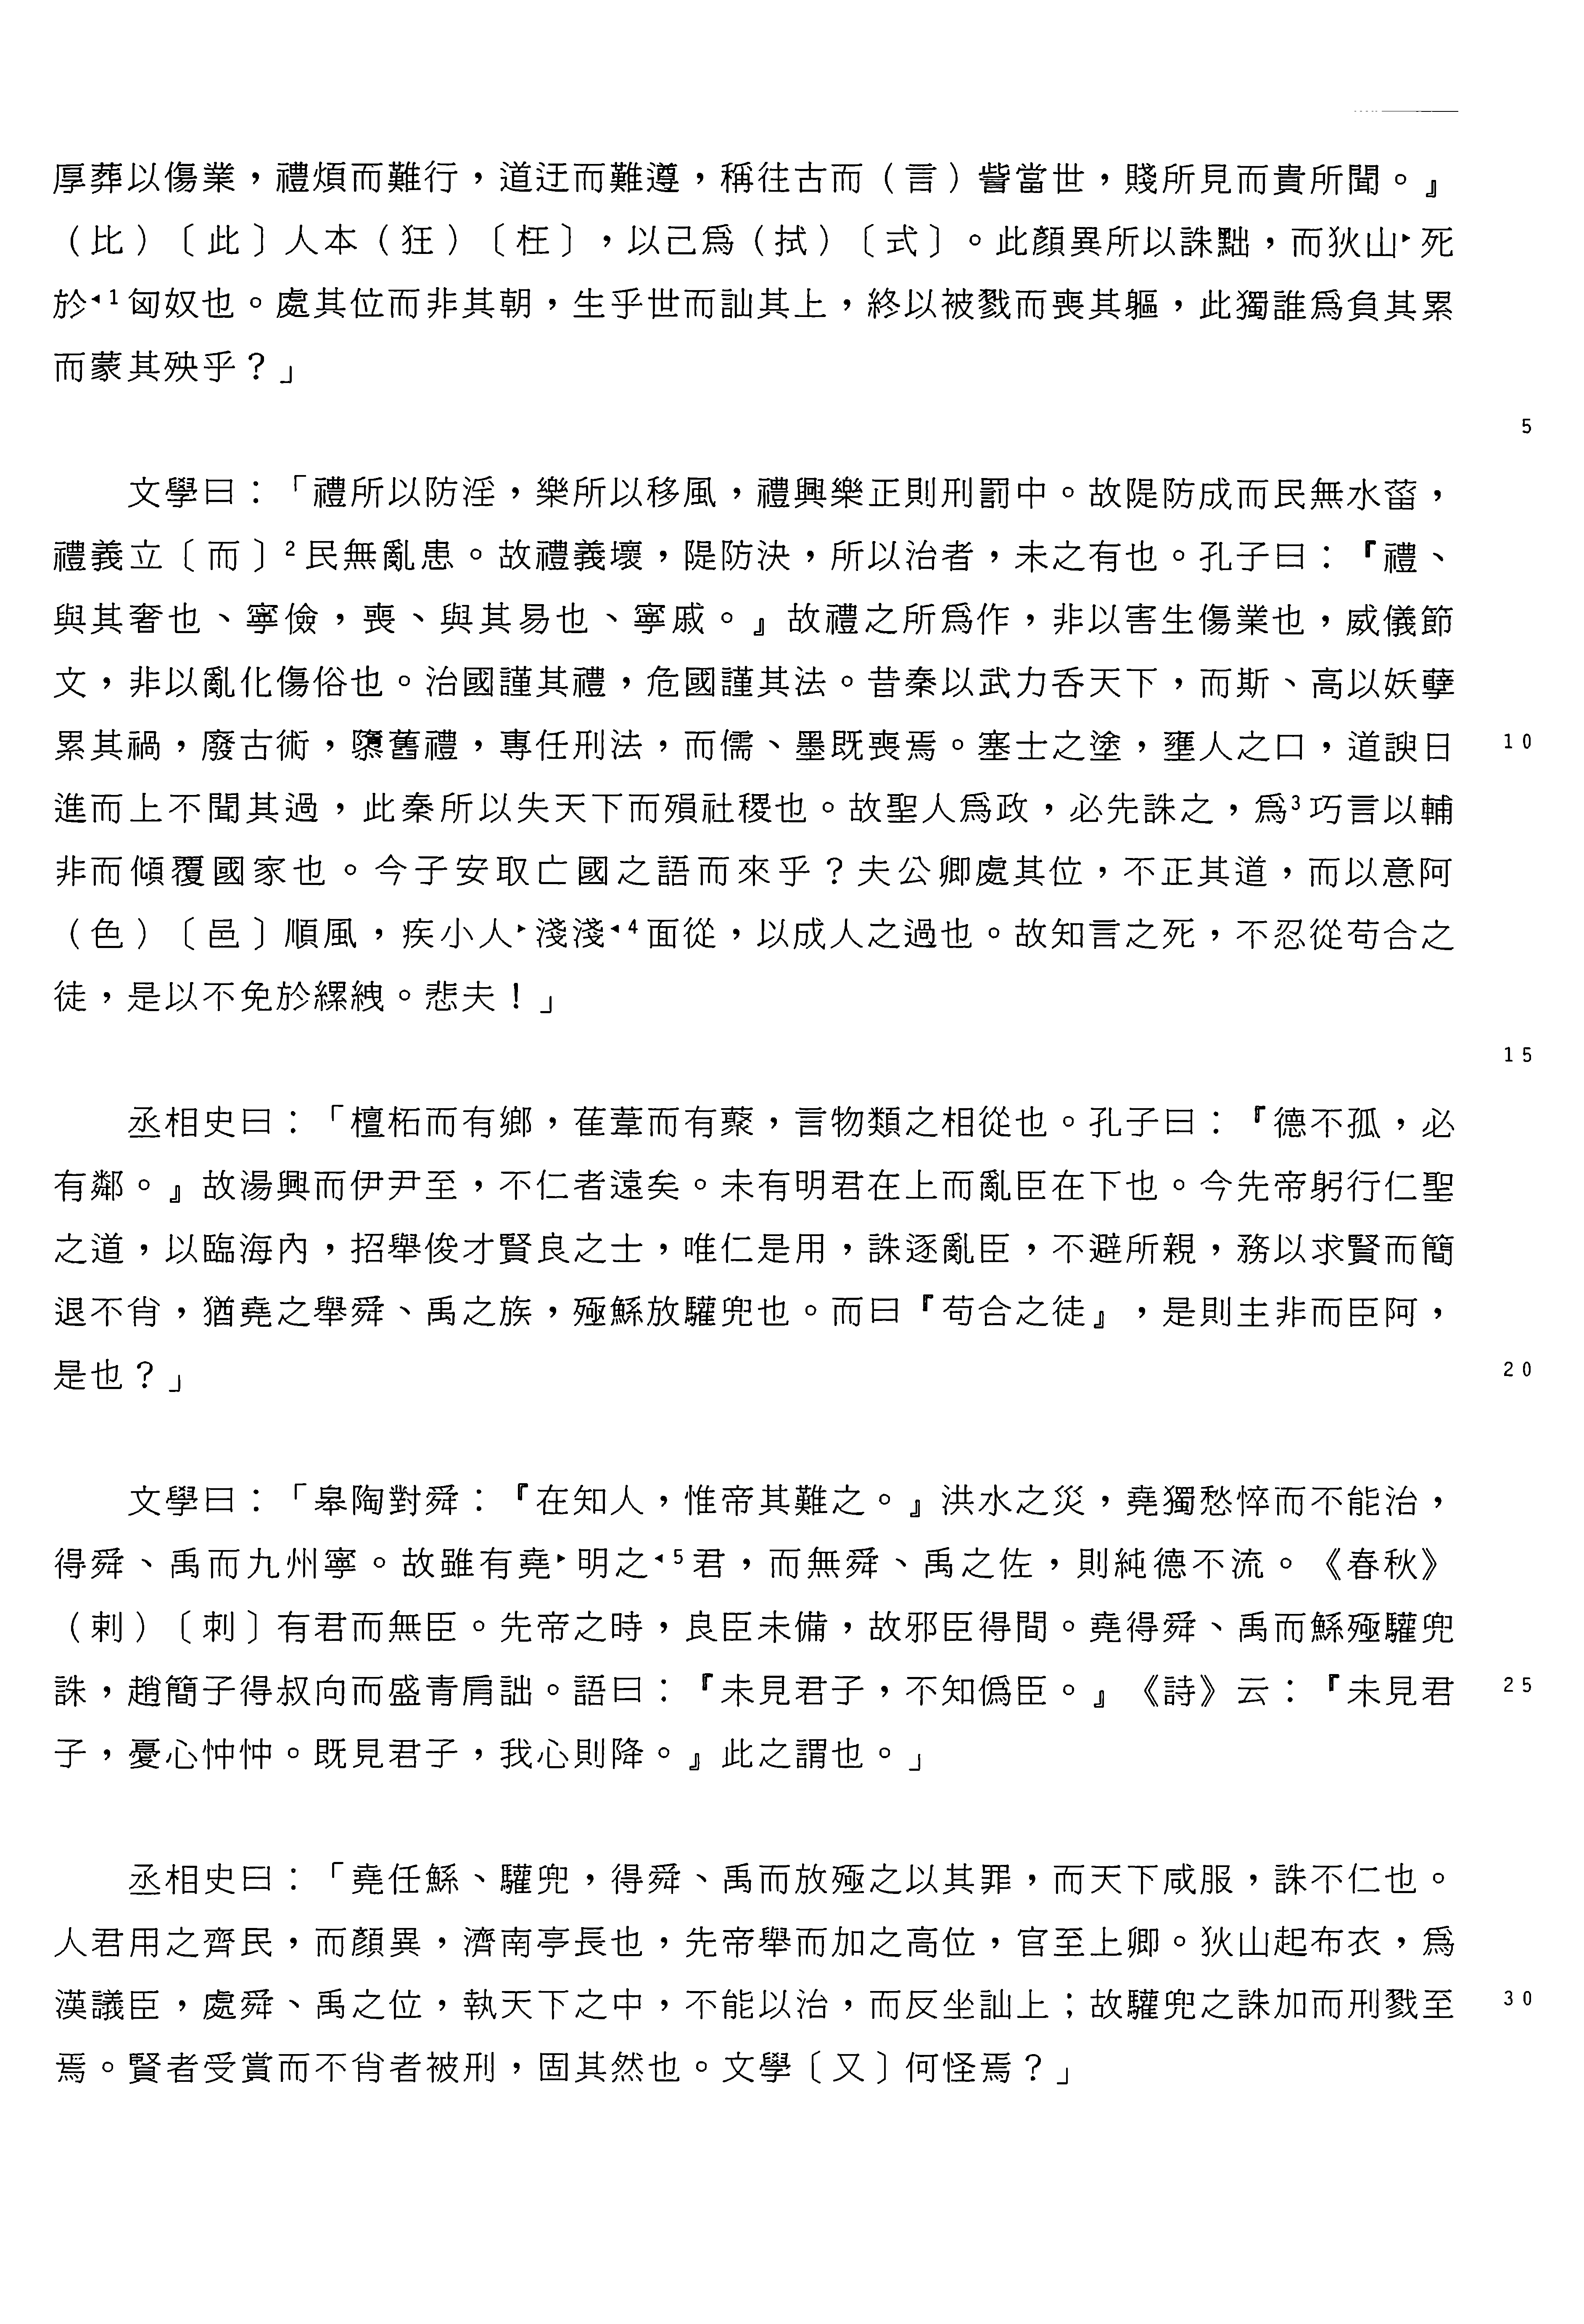 厚葬以傷業，禮煩而難行，道迂而難遵，稱往古而（言）訾當世，賤所見而貴所聞。』
（比）〔此〕人本（狂）〔枉〕，以己爲（拭）〔式〕。此顏異所以誅黜，而狄山▸死
於◂1匈奴也。處其位而非其朝，生乎世而訕其上，終以被戮而喪其軀，此獨誰爲負其累
而蒙其殃乎？」
5
文學曰：「禮所以防淫，樂所以移風，禮興樂正則刑罰中。故隄防成而民無水菑，
禮義立〔而〕2民無亂患。故禮義壞，隄防決，所以治者，未之有也。孔子曰：『禮、
與其奢也、寧儉，喪、與其易也、寧戚。』故禮之所爲作，非以害生傷業也，威儀節
文，非以亂化傷俗也。治國謹其禮，危國謹其法。昔秦以武力吞天下，而斯、高以妖孽
累其禍，廢古術，隳舊禮，專任刑法，而儒、墨既喪焉。塞士之塗，壅人之口，道諛日 10
進而上不聞其過，此秦所以失天下而殞社稷也。故聖人爲政，必先誅之，爲3巧言以輔
非而傾覆國家也。今子安取亡國之語而來乎？夫公卿處其位，不正其道，而以意阿
（色）〔邑〕順風，疾小人▸淺淺◂4面從，以成人之過也。故知言之死，不忍從苟合之
徒，是以不免於縲絏。悲夫！」
15
丞相史曰：「檀柘而有鄉，萑葦而有藂，言物類之相從也。孔子曰：『德不孤，必
有鄰。』故湯興而伊尹至，不仁者遠矣。未有明君在上而亂臣在下也。今先帝躬行仁聖
之道，以臨海內，招舉俊才賢良之士，唯仁是用，誅逐亂臣，不避所親，務以求賢而簡
退不肖，猶堯之舉舜、禹之族，殛鯀放驩兜也。而曰『苟合之徒』，是則主非而臣阿，
是也？」 20
文學曰：「皋陶對舜：『在知人，惟帝其難之。』洪水之災，堯獨愁悴而不能治，
得舜、禹而九州寧。故雖有堯▸明之◂5君，而無舜、禹之佐，則純德不流。《春秋》
（剌）〔刺〕有君而無臣。先帝之時，良臣未備，故邪臣得間。堯得舜、禹而鯀殛驩兜
誅，趙簡子得叔向而盛青肩詘。語曰：『未見君子，不知僞臣。』《詩》云：『未見君 25
子，憂心忡忡。既見君子，我心則降。』此之謂也。」
丞相史曰：「堯任鯀、驩兜，得舜、禹而放殛之以其罪，而天下咸服，誅不仁也。
人君用之齊民，而顏異，濟南亭長也，先帝舉而加之高位，官至上卿。狄山起布衣，爲
漢議臣，處舜、禹之位，執天下之中，不能以治，而反坐訕上；故驩兜之誅加而刑戮至 30
焉。賢者受賞而不肖者被刑，固其然也。文學〔又〕何怪焉？」